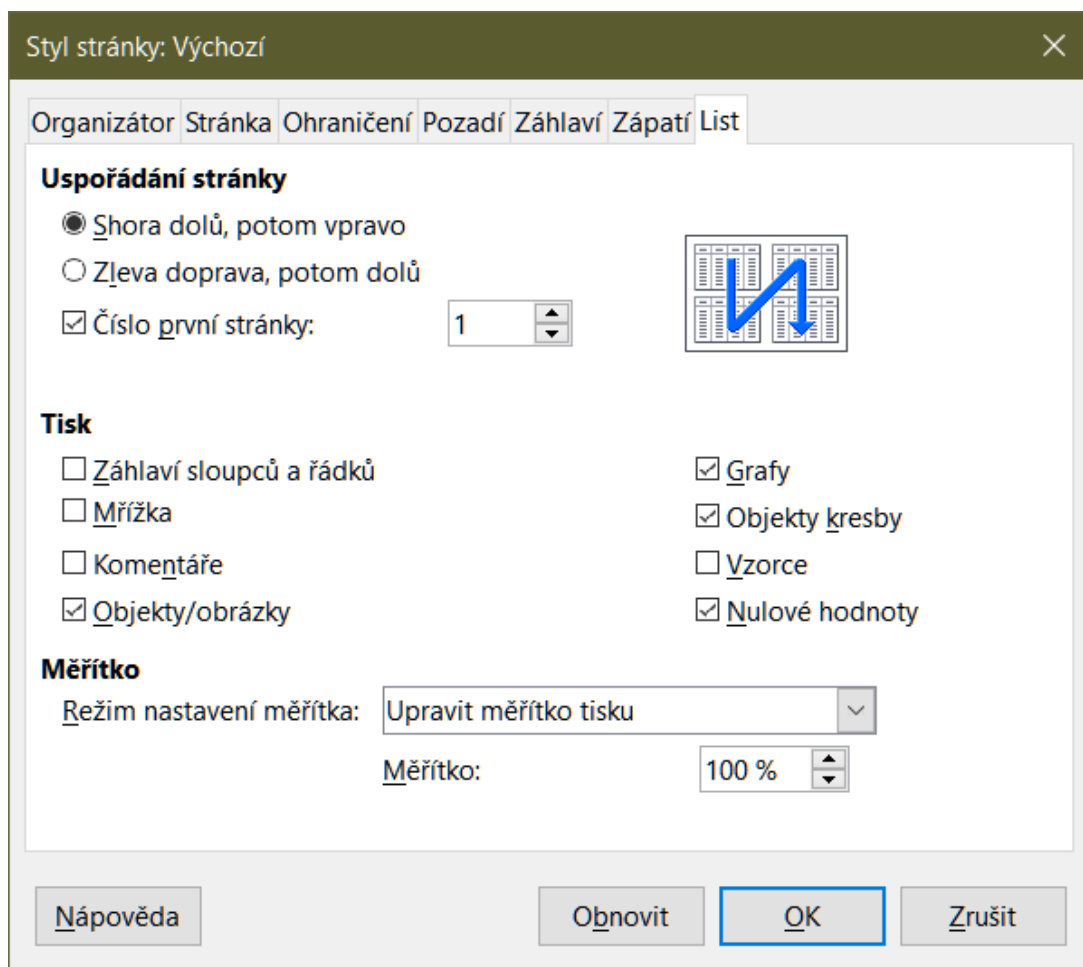 Styl stránky: Výchozí
Organizátor Stránka Ohraničení Pozadí Záhlaví Zápatí List
Uspořádání stránky
Shora dolů, potom vpravo
Zleva doprava, potom dolů
Číslo první stránky: 1
Tisk
Záhlaví sloupců a řádků
Grafy
Mřížka
Objekty kresby
Komentáře
Vzorce
Objekty/obrázky
Nulové hodnoty
Měřítko
Režim nastavení měřítka: Upravit měřítko tisku
Měřítko: 100 %
Nápověda Obnovit OK Zrušit